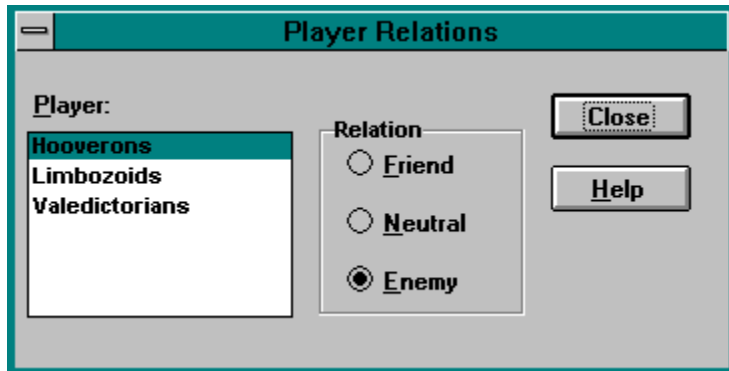 Player Relations
Player:
Hooverons
Limbozoids
Valedictorians
Relation
Friend
Neutral
Enemy
Close
Help